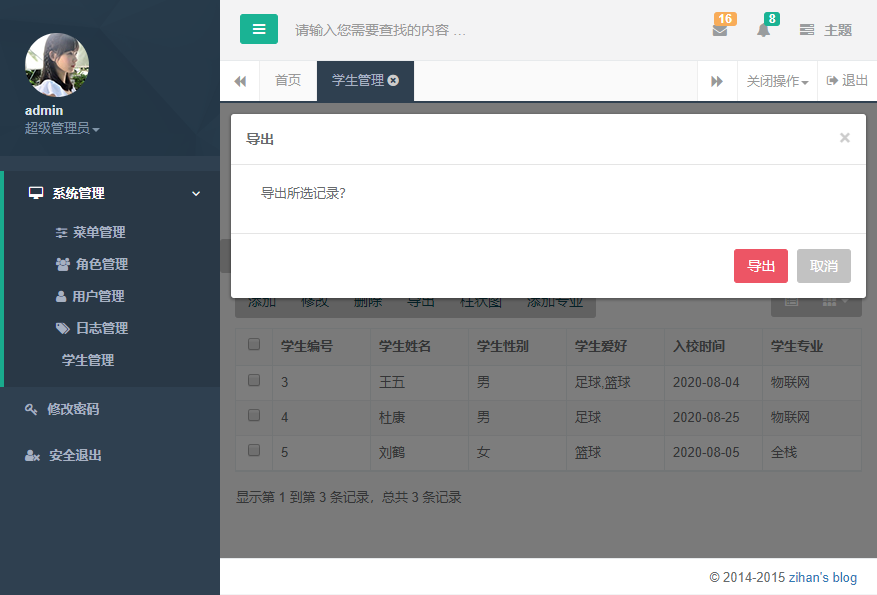 请输入您需要查找的内容 …
16
8
主题
admin
超级管理员
首页
学生管理
关闭操作
退出
系统管理
菜单管理
角色管理
用户管理
日志管理
学生管理
修改密码
安全退出
导出
×
导出所选记录?
导出
取消
添加 修改 删除 导出 柱状图 添加专业
学生编号 学生姓名 学生性别 学生爱好 入校时间 学生专业
3 王五 男 足球,篮球 2020-08-04 物联网
4 杜康 男 足球 2020-08-25 物联网
5 刘鹤 女 篮球 2020-08-05 全栈
显示第 1 到第 3 条记录，总共 3 条记录
© 2014-2015 zihan's blog